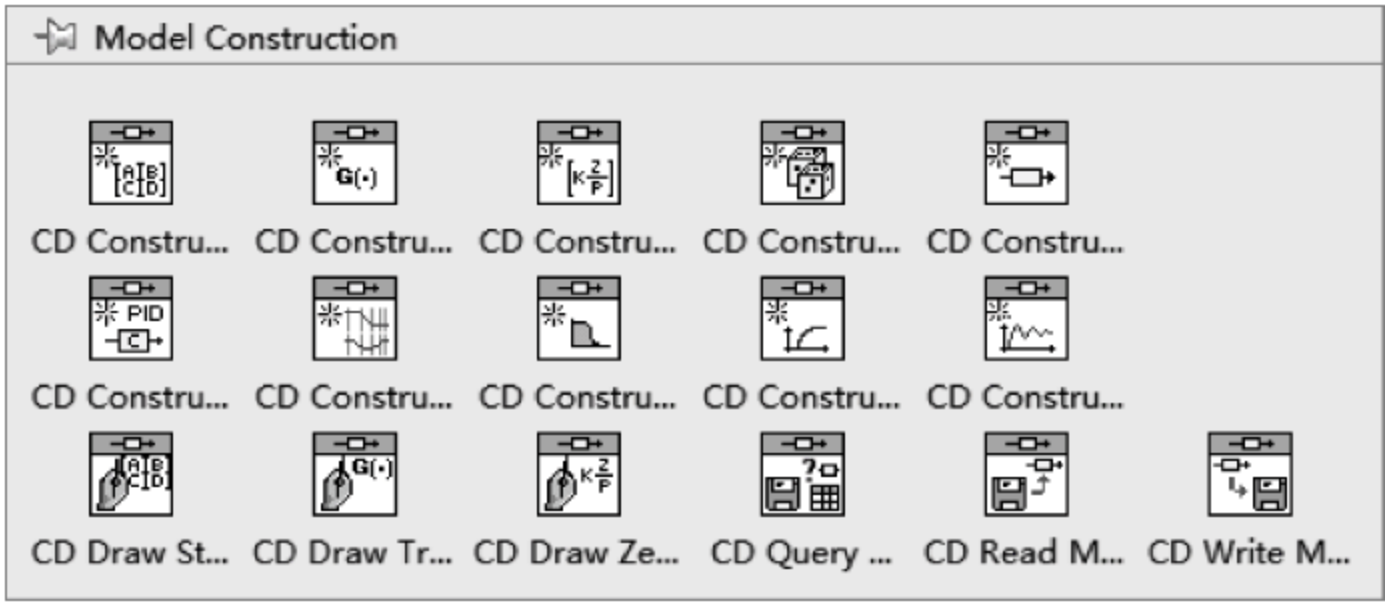 Model Construction
[A|B C|D] G(·) [K Z/P]
CD Constru... CD Constru... CD Constru... CD Constru... CD Constru...
PID C
CD Constru... CD Constru... CD Constru... CD Constru... CD Constru...
[A|B C|D] G(·) K Z/P ?
CD Draw St... CD Draw Tr... CD Draw Ze... CD Query ... CD Read M... CD Write M...